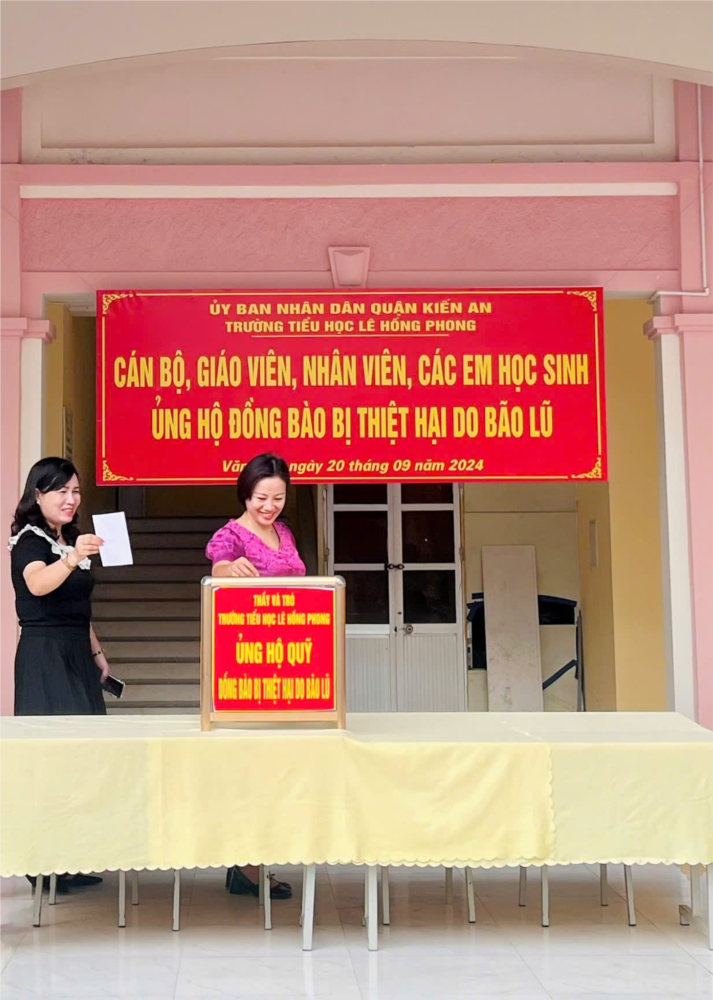 ỦY BAN NHÂN DÂN QUẬN KIẾN AN
TRƯỜNG TIỂU HỌC LÊ HỒNG PHONG
CÁN BỘ, GIÁO VIÊN, NHÂN VIÊN, CÁC EM HỌC SINH
ỦNG HỘ ĐỒNG BÀO BỊ THIỆT HẠI DO BÃO LŨ
ngày 20 tháng 09 năm 2024
THẦY VÀ TRÒ
TRƯỜNG TIỂU HỌC LÊ HỒNG PHONG
ỦNG HỘ QUỸ
ĐỒNG BÀO BỊ THIỆT HẠI DO BÃO LŨ